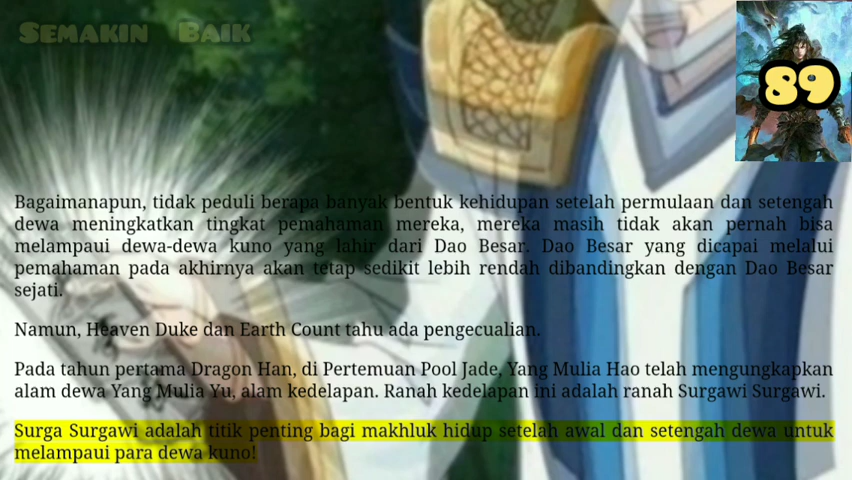 Semakin Baik
89
Bagaimanapun, tidak peduli berapa banyak bentuk kehidupan setelah permulaan dan setengah
dewa meningkatkan tingkat pemahaman mereka, mereka masih tidak akan pernah bisa
melampaui dewa-dewa kuno yang lahir dari Dao Besar. Dao Besar yang dicapai melalui
pemahaman pada akhirnya akan tetap sedikit lebih rendah dibandingkan dengan Dao Besar
sejati.
Namun, Heaven Duke dan Earth Count tahu ada pengecualian.
Pada tahun pertama Dragon Han, di Pertemuan Pool Jade, Yang Mulia Hao telah mengungkapkan
alam dewa Yang Mulia Yu, alam kedelapan. Ranah kedelapan ini adalah ranah Surgawi Surgawi.
Surga Surgawi adalah titik penting bagi makhluk hidup setelah awal dan setengah dewa untuk
melampaui para dewa kuno!